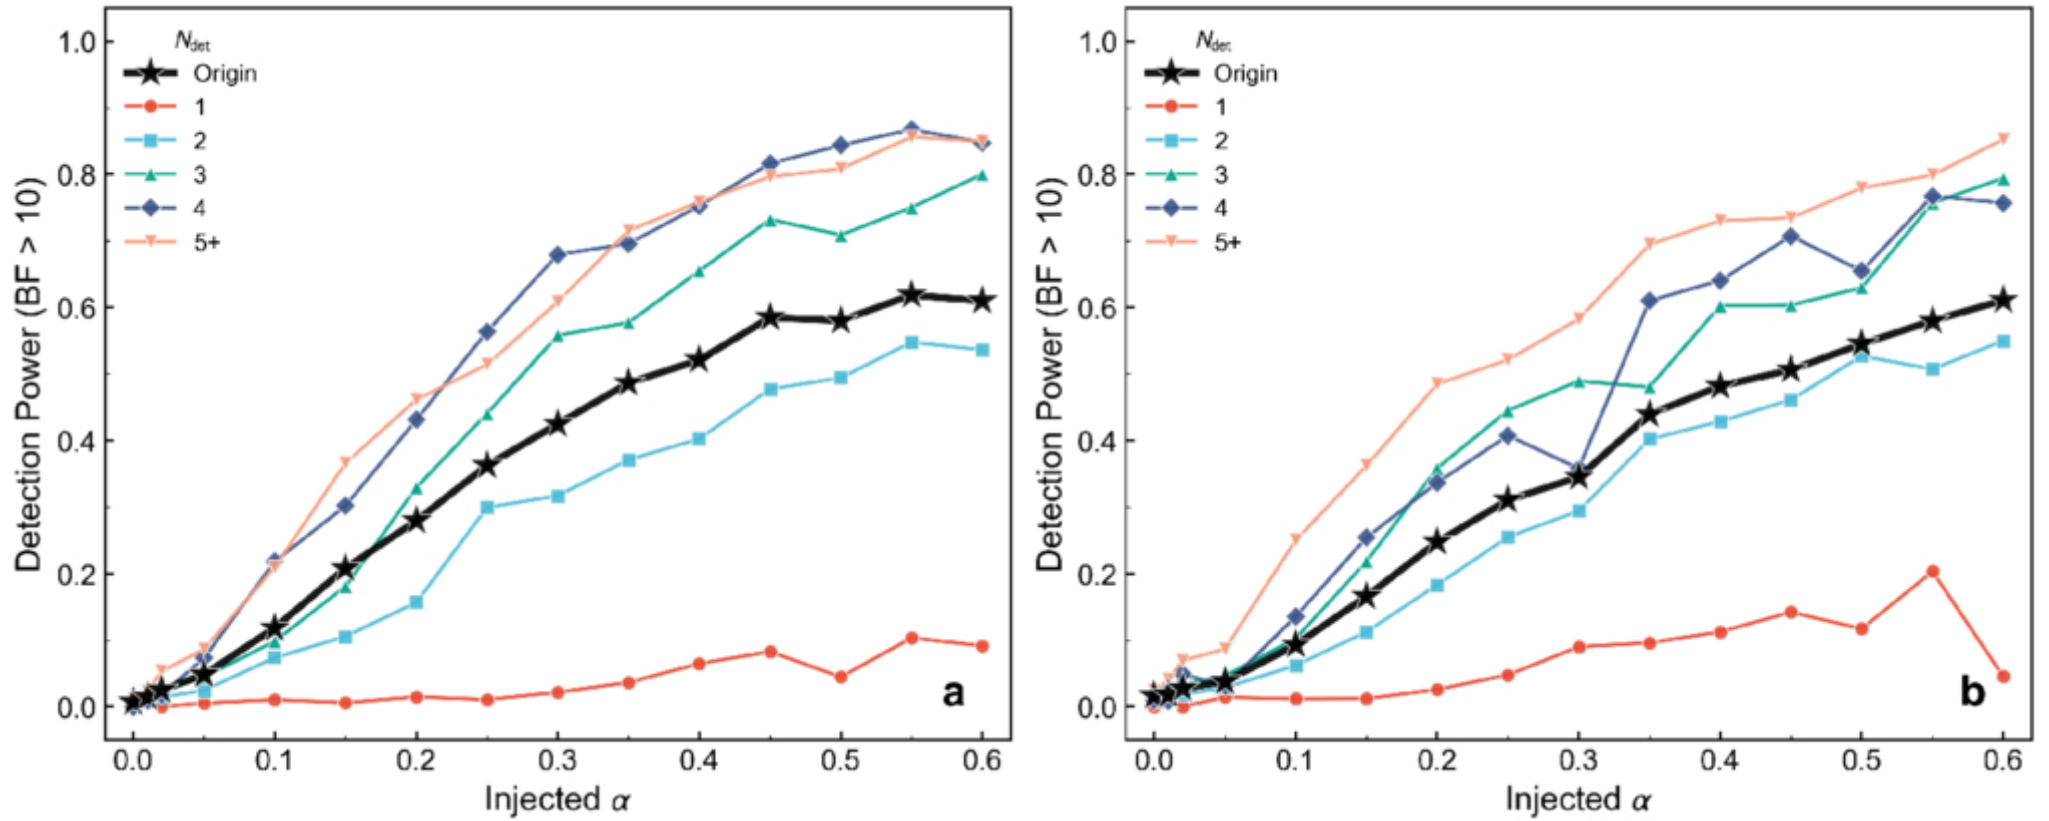 Detection Power (BF > 10)
1.0
0.8
0.6
0.4
0.2
0.0
N_det
Origin
1
2
3
4
5+
a
0.0 0.1 0.2 0.3 0.4 0.5 0.6
Injected α
Detection Power (BF > 10)
1.0
0.8
0.6
0.4
0.2
0.0
N_det
Origin
1
2
3
4
5+
b
0.0 0.1 0.2 0.3 0.4 0.5 0.6
Injected α